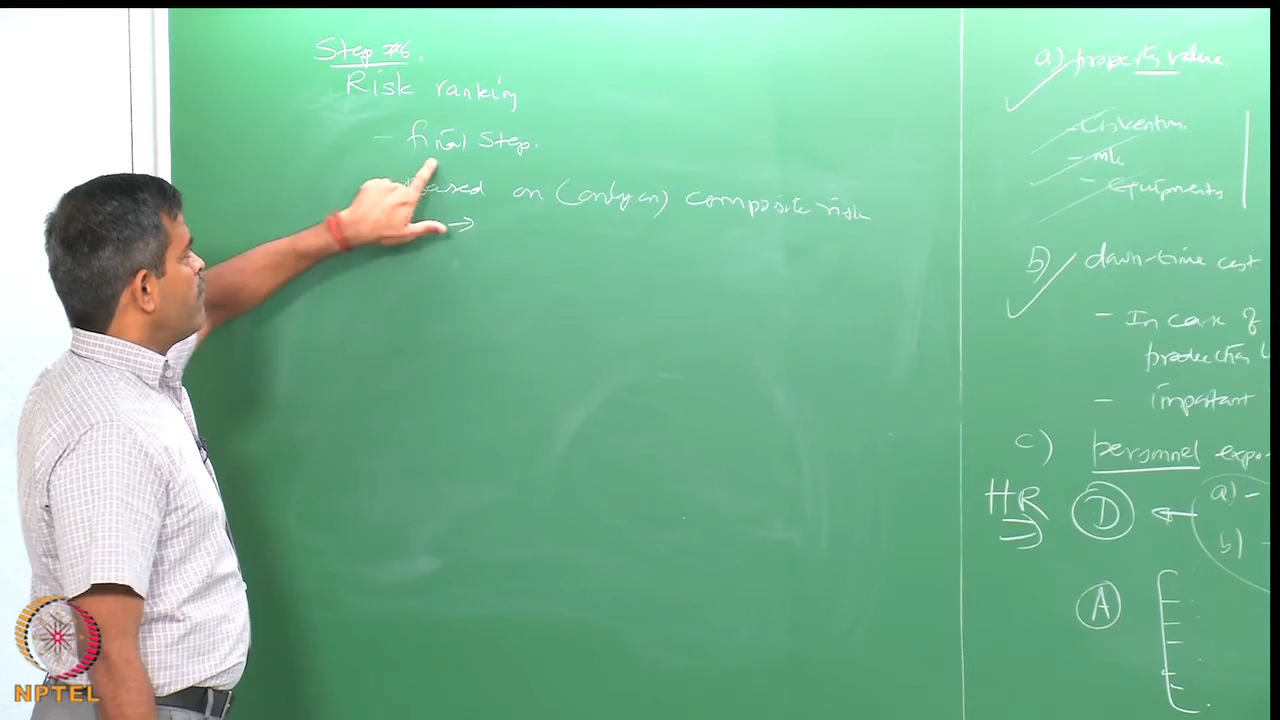 Step #6.
Risk ranking
- final Step.
Based on (only on) composite risk
→
a) property value.
- mk
- equipments
b) down-time cost
- In case of
production
- important
c) personnel expo
HR D ← a) -
b) -
A
NPTEL